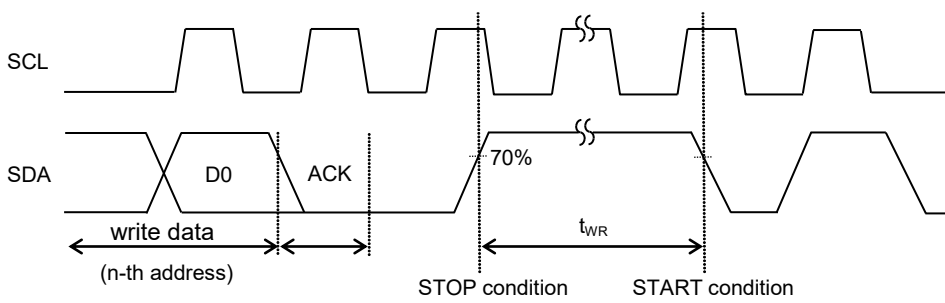 SCL
SDA
D0
ACK
70%
write data
(n-th address)
tWR
STOP condition
START condition